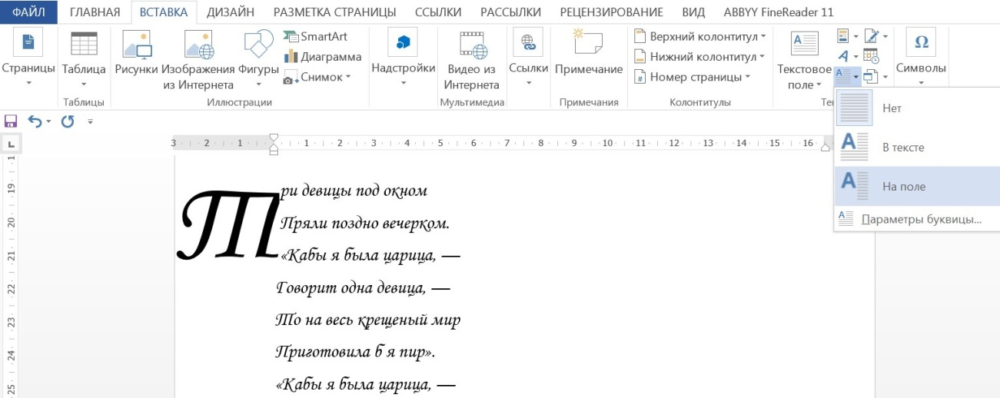 ФАЙЛ ГЛАВНАЯ ВСТАВКА ДИЗАЙН РАЗМЕТКА СТРАНИЦЫ ССЫЛКИ РАССЫЛКИ РЕЦЕНЗИРОВАНИЕ ВИД ABBYY FineReader 11
Страницы
Таблица
Таблицы
Рисунки
Изображения
из Интернета
Фигуры
SmartArt
Диаграмма
Снимок
Иллюстрации
Надстройки
Видео из
Интернета
Мультимедиа
Ссылки
Примечание
Примечания
Верхний колонтитул
Нижний колонтитул
Номер страницы
Колонтитулы
Текстовое
поле
Символы
Нет
В тексте
На поле
Параметры буквицы...
3 2 1 1 2 3 4 5 6 7 8 9 10 11 12 13 14 15 16
1
19
20
21
22
23
24
25
Три девицы под окном
Пряли поздно вечерком.
«Кабы я была царица, —
Говорит одна девица, —
То на весь крещеный мир
Приготовила б я пир».
«Кабы я была царица, —